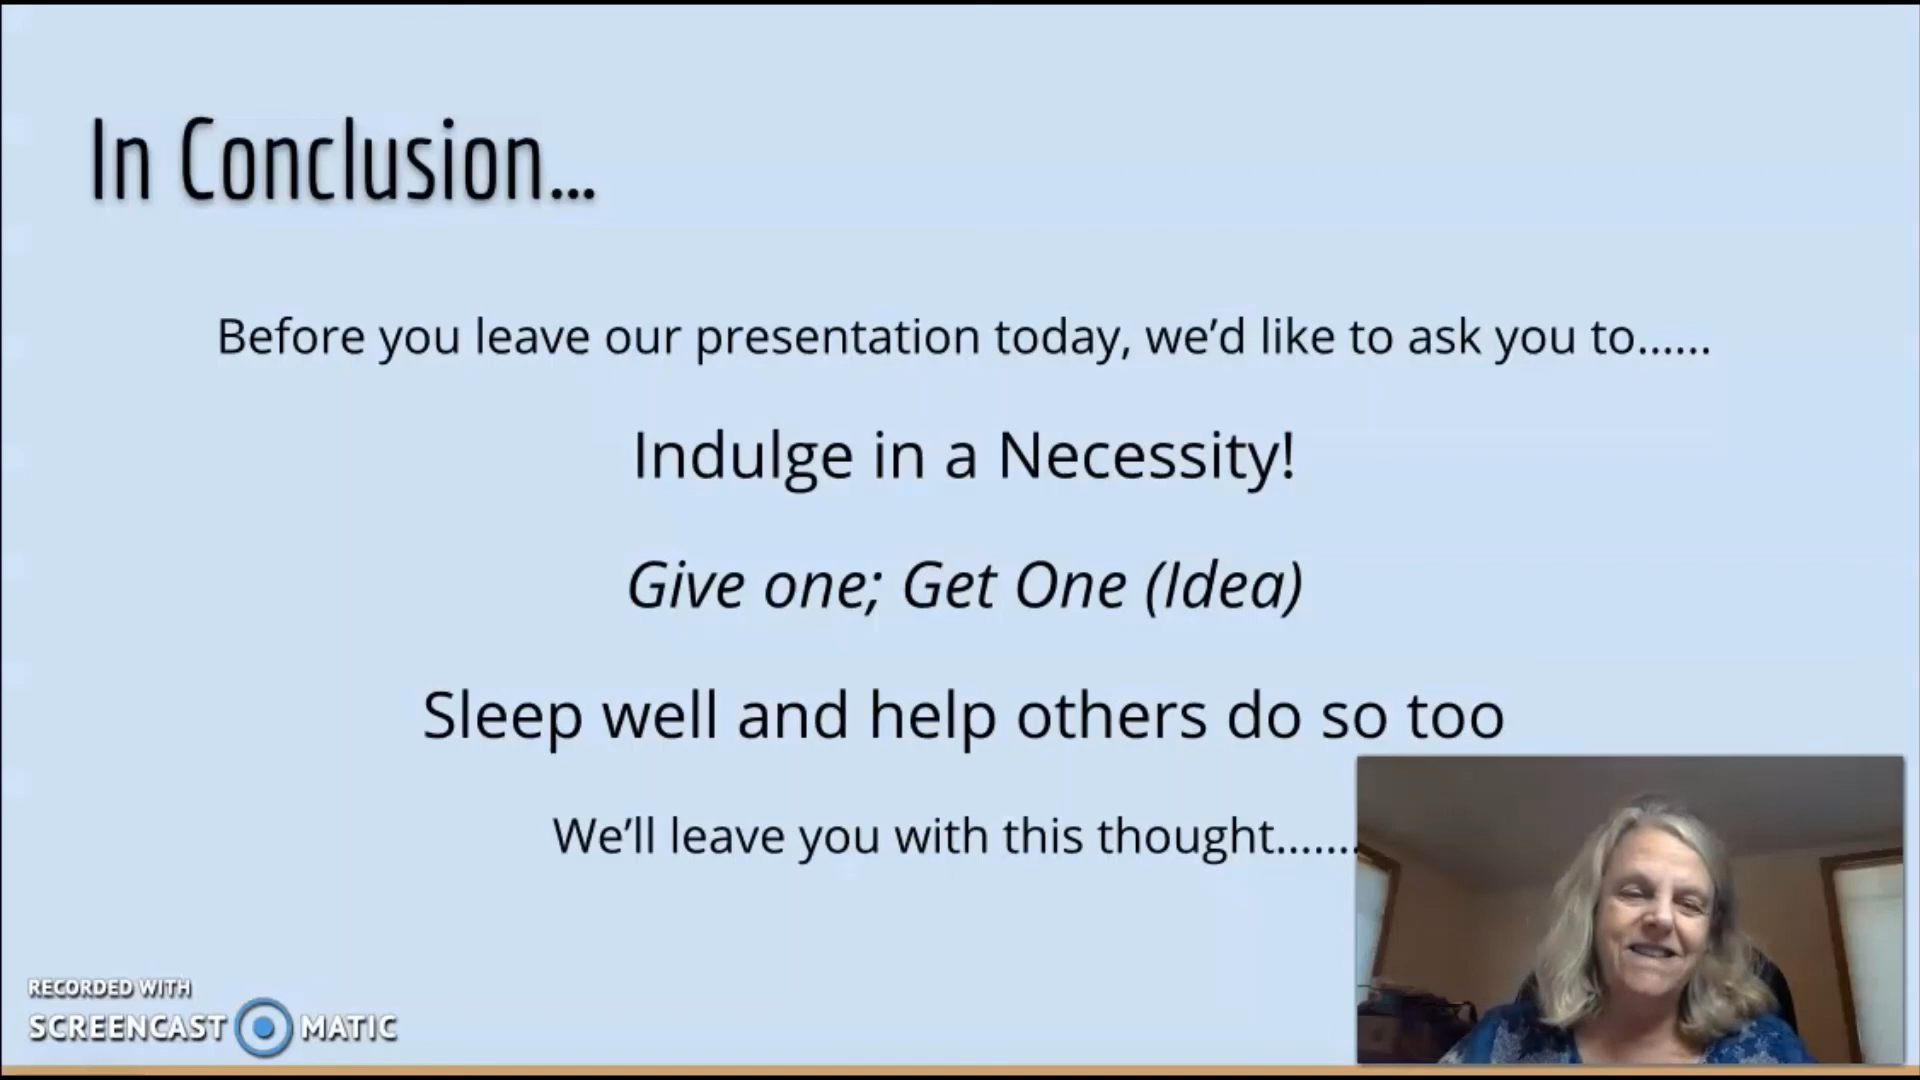 In Conclusion...
Before you leave our presentation today, we’d like to ask you to......
Indulge in a Necessity!
Give one; Get One (Idea)
Sleep well and help others do so too
We’ll leave you with this thought.......
RECORDED WITH
SCREENCAST MATIC